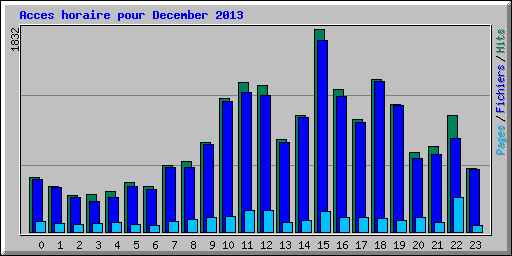 Acces horaire pour December 2013
1832
Pages / Fichiers / Hits
0 1 2 3 4 5 6 7 8 9 10 11 12 13 14 15 16 17 18 19 20 21 22 23